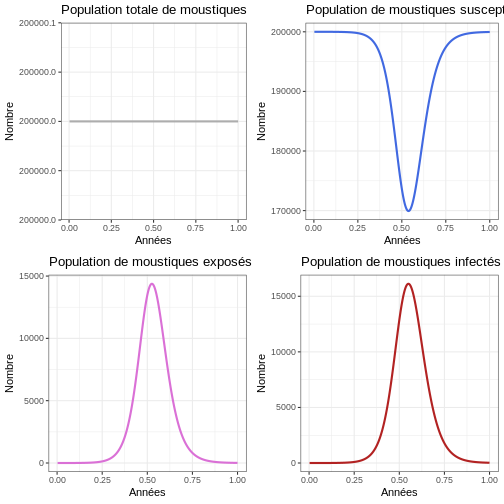 Population totale de moustiques
Nombre
200000.1
200000.0
200000.0
200000.0
200000.0
0.00 0.25 0.50 0.75 1.00
Années
Population de moustiques suscept
Nombre
200000
190000
180000
170000
0.00 0.25 0.50 0.75 1.00
Années
Population de moustiques exposés
Nombre
15000
10000
5000
0
0.00 0.25 0.50 0.75 1.00
Années
Population de moustiques infectés
Nombre
15000
10000
5000
0
0.00 0.25 0.50 0.75 1.00
Années